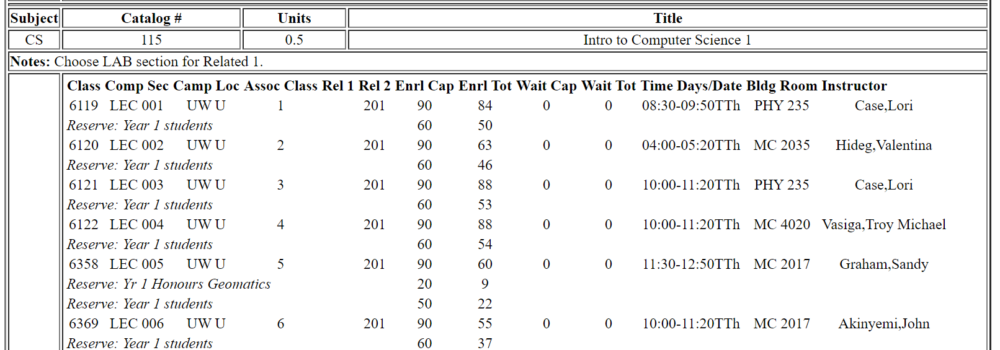 Subject Catalog # Units Title
CS 115 0.5 Intro to Computer Science 1
Notes: Choose LAB section for Related 1.
Class Comp Sec Camp Loc Assoc Class Rel 1 Rel 2 Enrl Cap Enrl Tot Wait Cap Wait Tot Time Days/Date Bldg Room Instructor
6119 LEC 001 UW U 1 201 90 84 0 0 08:30-09:50TTh PHY 235 Case,Lori
Reserve: Year 1 students 60 50
6120 LEC 002 UW U 2 201 90 63 0 0 04:00-05:20TTh MC 2035 Hideg,Valentina
Reserve: Year 1 students 60 46
6121 LEC 003 UW U 3 201 90 88 0 0 10:00-11:20TTh PHY 235 Case,Lori
Reserve: Year 1 students 60 53
6122 LEC 004 UW U 4 201 90 88 0 0 10:00-11:20TTh MC 4020 Vasiga,Troy Michael
Reserve: Year 1 students 60 54
6358 LEC 005 UW U 5 201 90 60 0 0 11:30-12:50TTh MC 2017 Graham,Sandy
Reserve: Yr 1 Honours Geomatics 20 9
Reserve: Year 1 students 50 22
6369 LEC 006 UW U 6 201 90 55 0 0 10:00-11:20TTh MC 2017 Akinyemi,John
Reserve: Year 1 students 60 37